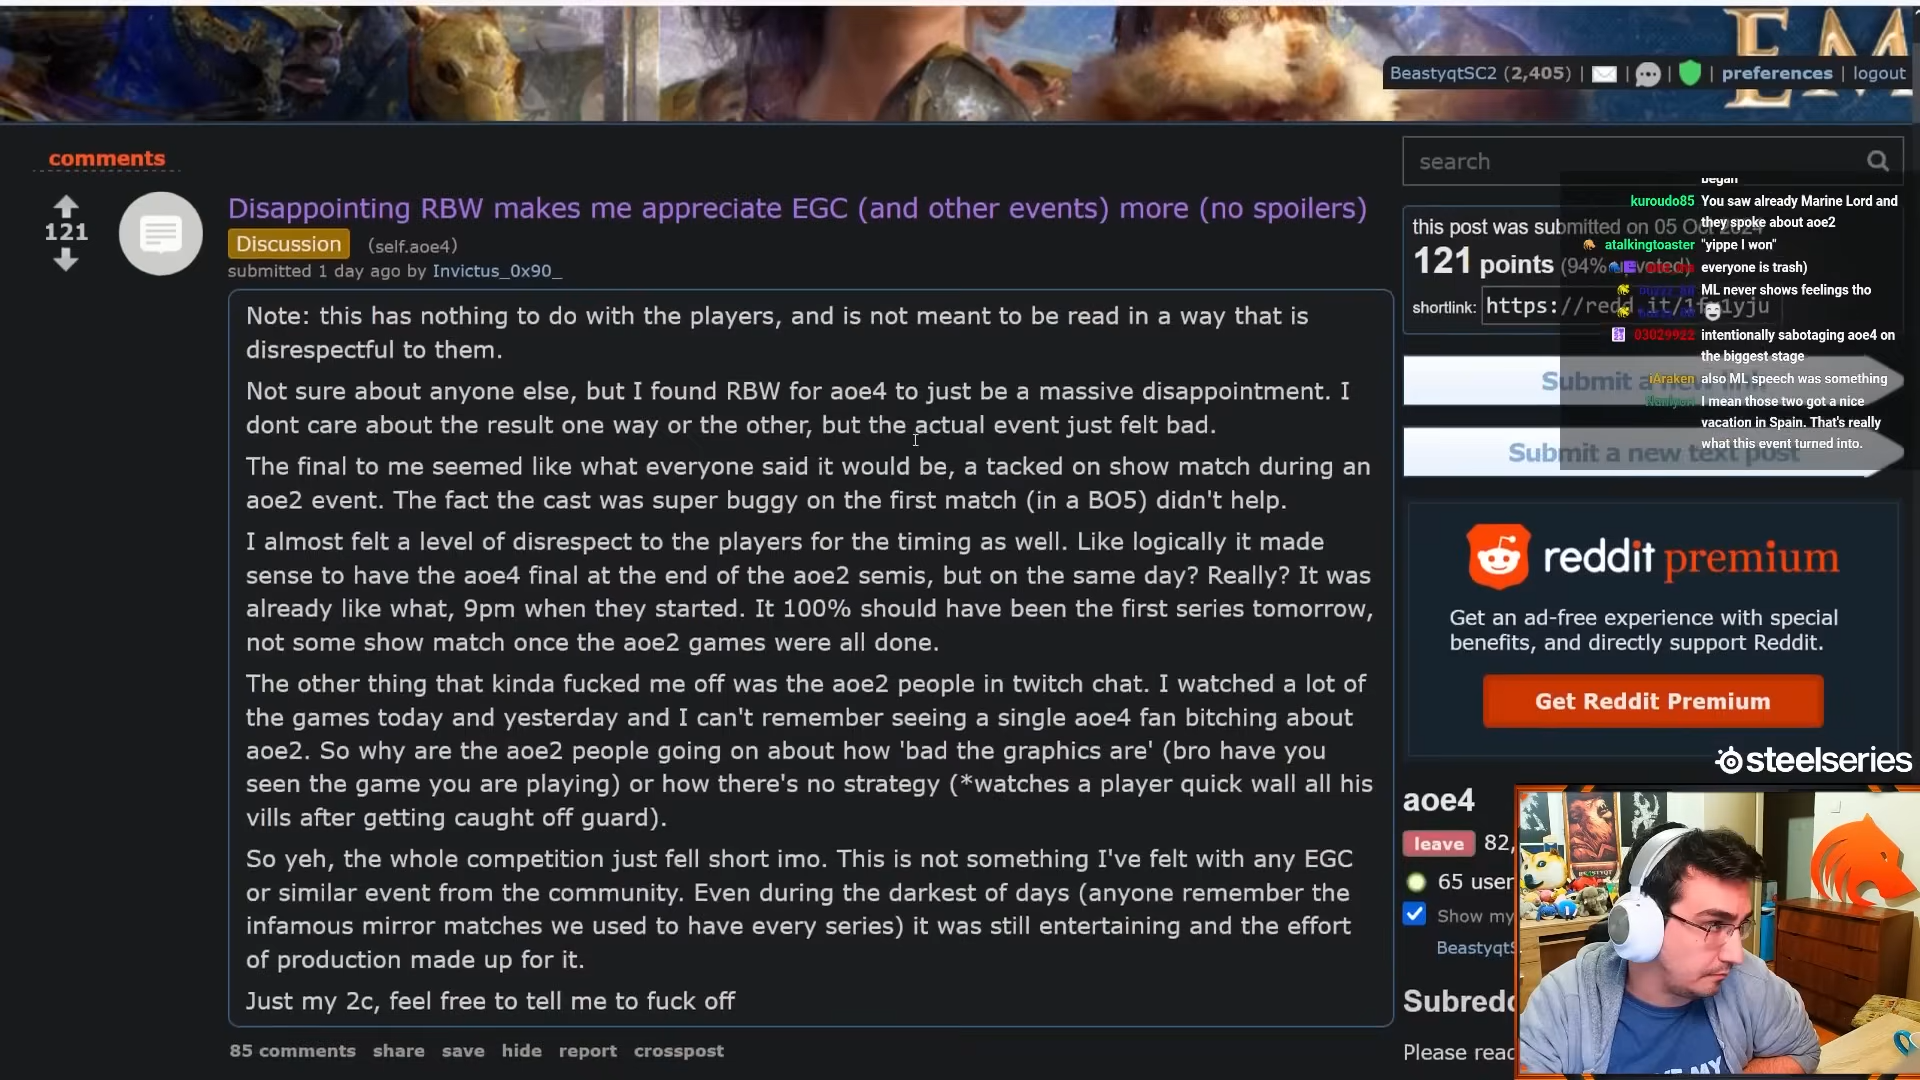 EM
BeastyqtSC2 (2,405) | | | | preferences | logout
comments
search
121
Disappointing RBW makes me appreciate EGC (and other events) more (no spoilers)
Discussion (self.aoe4)
submitted 1 day ago by Invictus_0x90_
Note: this has nothing to do with the players, and is not meant to be read in a way that is
disrespectful to them.
Not sure about anyone else, but I found RBW for aoe4 to just be a massive disappointment. I
dont care about the result one way or the other, but the actual event just felt bad.
The final to me seemed like what everyone said it would be, a tacked on show match during an
aoe2 event. The fact the cast was super buggy on the first match (in a BO5) didn't help.
I almost felt a level of disrespect to the players for the timing as well. Like logically it made
sense to have the aoe4 final at the end of the aoe2 semis, but on the same day? Really? It was
already like what, 9pm when they started. It 100% should have been the first series tomorrow,
not some show match once the aoe2 games were all done.
The other thing that kinda fucked me off was the aoe2 people in twitch chat. I watched a lot of
the games today and yesterday and I can't remember seeing a single aoe4 fan bitching about
aoe2. So why are the aoe2 people going on about how 'bad the graphics are' (bro have you
seen the game you are playing) or how there's no strategy (*watches a player quick wall all his
vills after getting caught off guard).
So yeh, the whole competition just fell short imo. This is not something I've felt with any EGC
or similar event from the community. Even during the darkest of days (anyone remember the
infamous mirror matches we used to have every series) it was still entertaining and the effort
of production made up for it.
Just my 2c, feel free to tell me to fuck off
85 comments share save hide report crosspost
this post was submitted on 05 Oct 2024
121 points (94% upvoted)
shortlink: https://redd.it/
began
kuroudo85 You saw already Marine Lord and
they spoke about aoe2
atalkingtoaster "yippe I won"
everyone is trash)
ML never shows feelings tho
03029922 intentionally sabotaging aoe4 on
the biggest stage
iAraken also ML speech was something
I mean those two got a nice
vacation in Spain. That's really
what this event turned into.
Submit a new link
Submit a new text post
reddit premium
Get an ad-free experience with special
benefits, and directly support Reddit.
Get Reddit Premium
steelseries
aoe4
leave 82,
65 user
Show my
Beastyqt
Subredd
Please read